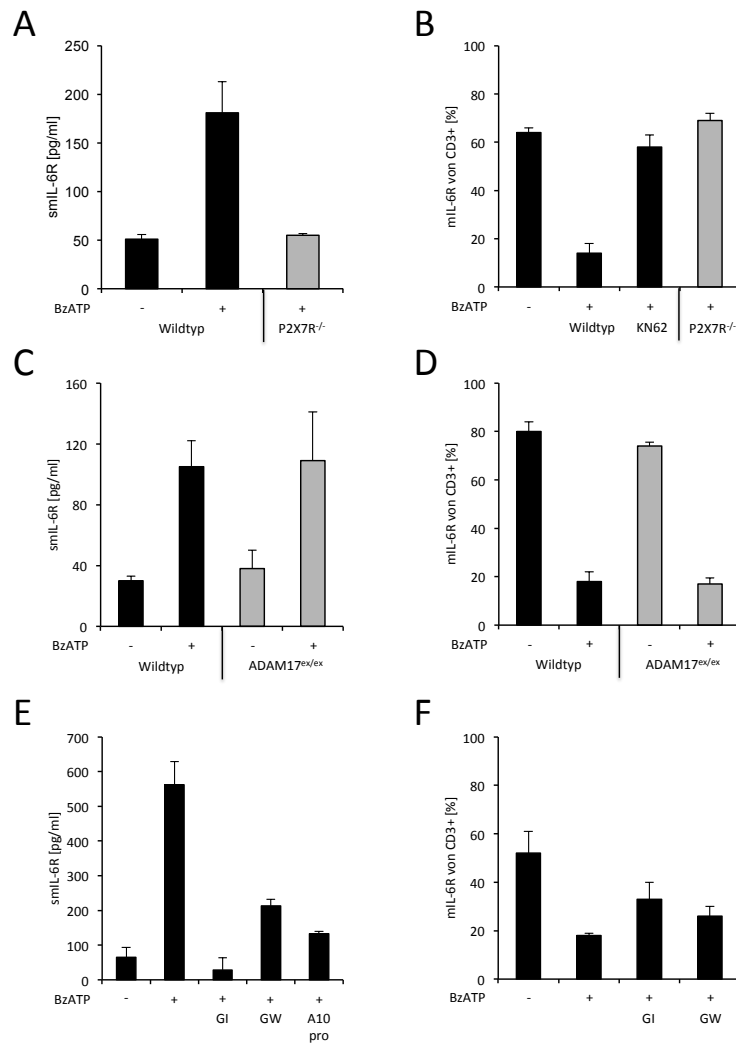 A
smIL-6R [pg/ml]
250
200
150
100
50
0
BzATP - + +
Wildtyp P2X7R-/-
B
mIL-6R von CD3+ [%]
100
80
60
40
20
0
BzATP - + + +
Wildtyp KN62 P2X7R-/-
C
smIL-6R [pg/ml]
160
120
80
40
0
BzATP - + - +
Wildtyp ADAM17ex/ex
D
mIL-6R von CD3+ [%]
100
80
60
40
20
0
BzATP - + - +
Wildtyp ADAM17ex/ex
E
smIL-6R [pg/ml]
700
600
500
400
300
200
100
0
BzATP - + + + +
GI GW A10
pro
F
mIL-6R von CD3+ [%]
100
80
60
40
20
0
BzATP - + + +
GI GW